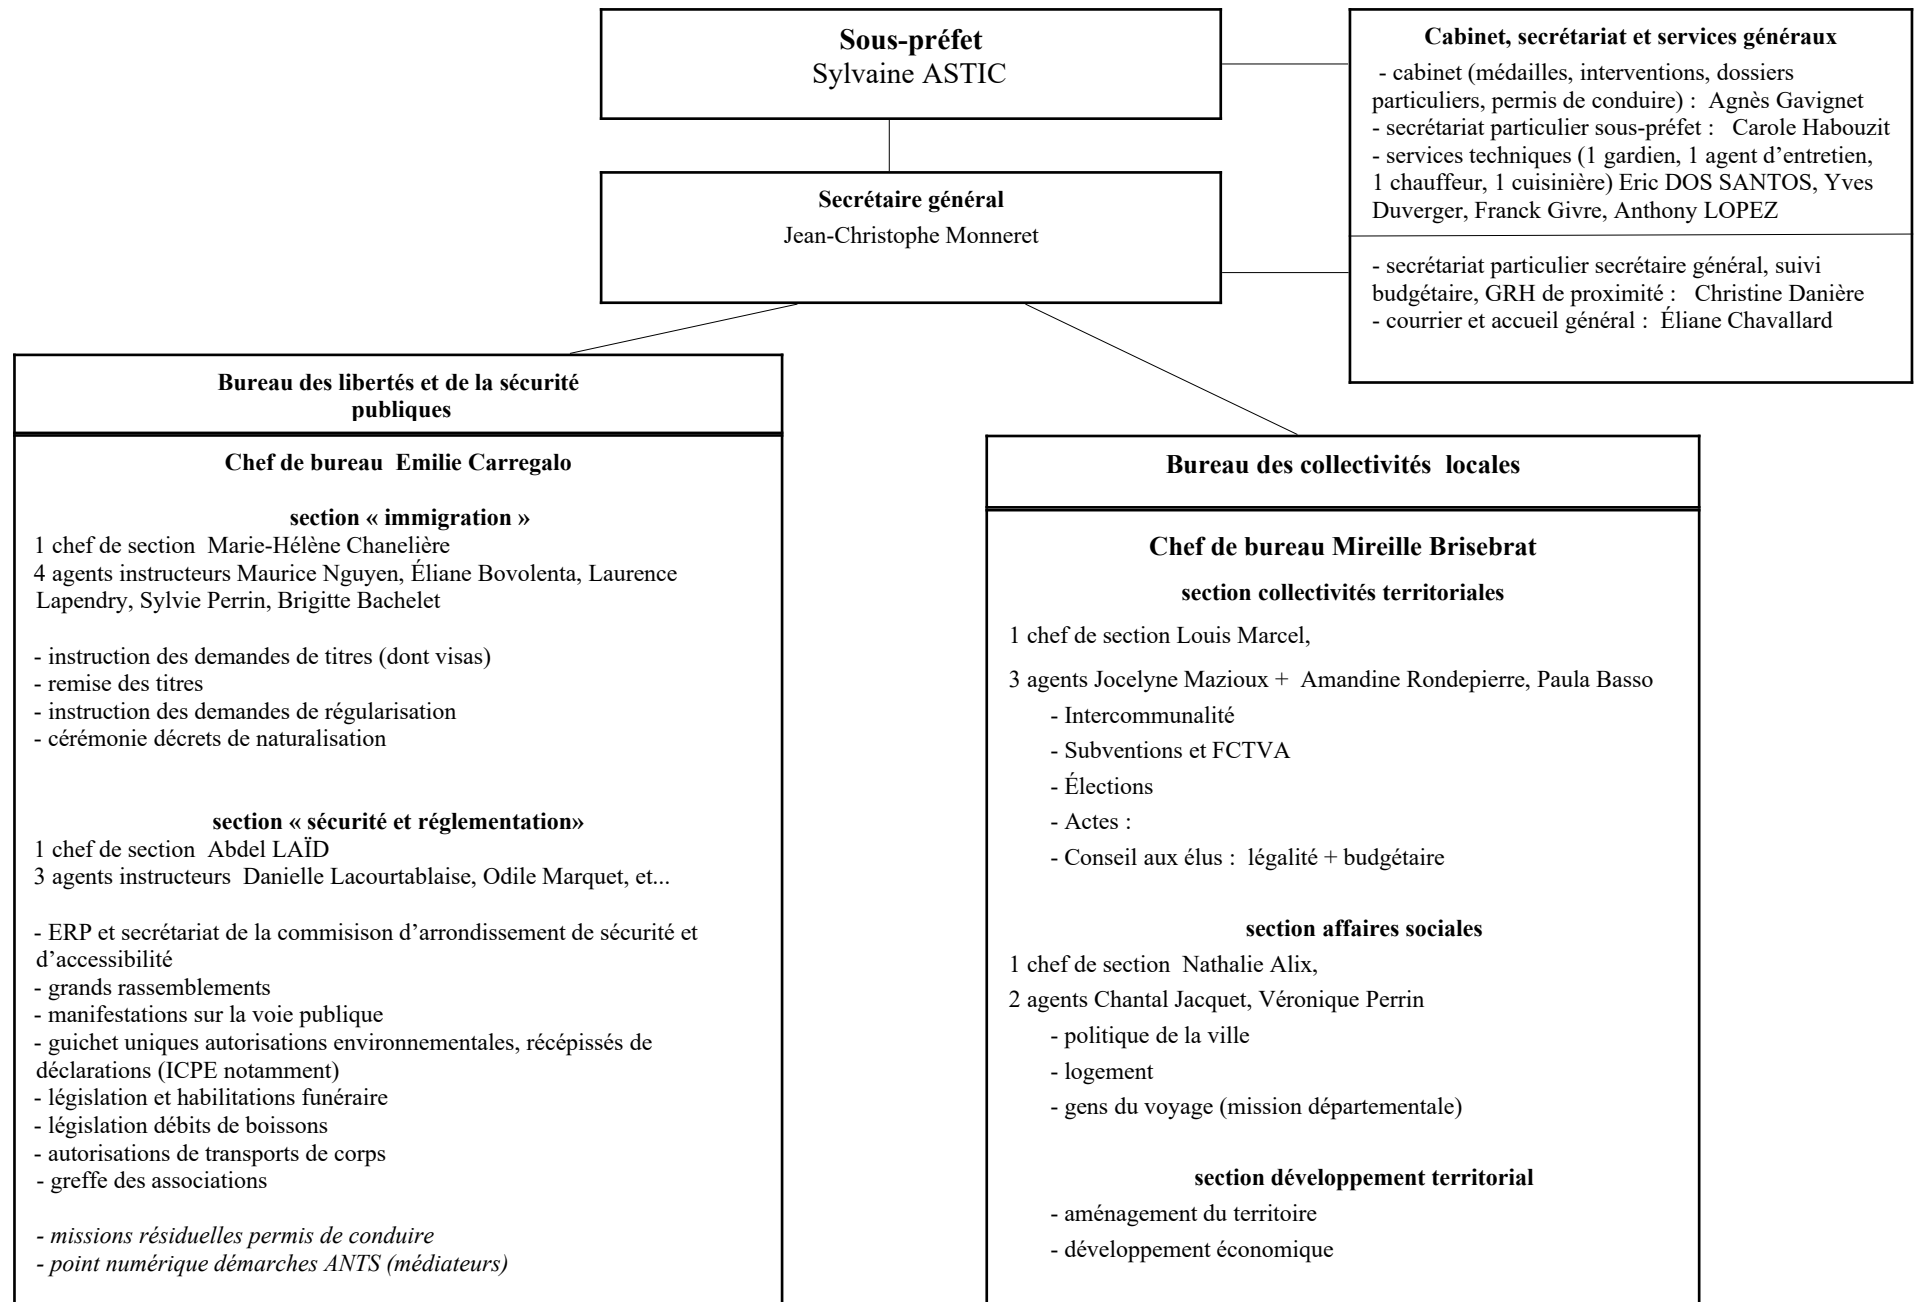 Sous-préfet
Sylvaine ASTIC
Cabinet, secrétariat et services généraux
- cabinet (médailles, interventions, dossiers
particuliers, permis de conduire) : Agnès Gavignet
- secrétariat particulier sous-préfet : Carole Habouzit
- services techniques (1 gardien, 1 agent d’entretien,
1 chauffeur, 1 cuisinière) Eric DOS SANTOS, Yves
Duverger, Franck Givre, Anthony LOPEZ
- secrétariat particulier secrétaire général, suivi
budgétaire, GRH de proximité : Christine Danière
- courrier et accueil général : Éliane Chavallard
Secrétaire général
Jean-Christophe Monneret
Bureau des libertés et de la sécurité
publiques
Chef de bureau Emilie Carregalo
section « immigration »
1 chef de section Marie-Hélène Chanelière
4 agents instructeurs Maurice Nguyen, Éliane Bovolenta, Laurence
Lapendry, Sylvie Perrin, Brigitte Bachelet
- instruction des demandes de titres (dont visas)
- remise des titres
- instruction des demandes de régularisation
- cérémonie décrets de naturalisation
section « sécurité et réglementation»
1 chef de section Abdel LAÏD
3 agents instructeurs Danielle Lacourtablaise, Odile Marquet, et...
- ERP et secrétariat de la commisison d’arrondissement de sécurité et
d’accessibilité
- grands rassemblements
- manifestations sur la voie publique
- guichet uniques autorisations environnementales, récépissés de
déclarations (ICPE notamment)
- législation et habilitations funéraire
- législation débits de boissons
- autorisations de transports de corps
- greffe des associations
- missions résiduelles permis de conduire
- point numérique démarches ANTS (médiateurs)
Bureau des collectivités locales
Chef de bureau Mireille Brisebrat
section collectivités territoriales
1 chef de section Louis Marcel,
3 agents Jocelyne Mazioux + Amandine Rondepierre, Paula Basso
- Intercommunalité
- Subventions et FCTVA
- Élections
- Actes :
- Conseil aux élus : légalité + budgétaire
section affaires sociales
1 chef de section Nathalie Alix,
2 agents Chantal Jacquet, Véronique Perrin
- politique de la ville
- logement
- gens du voyage (mission départementale)
section développement territorial
- aménagement du territoire
- développement économique